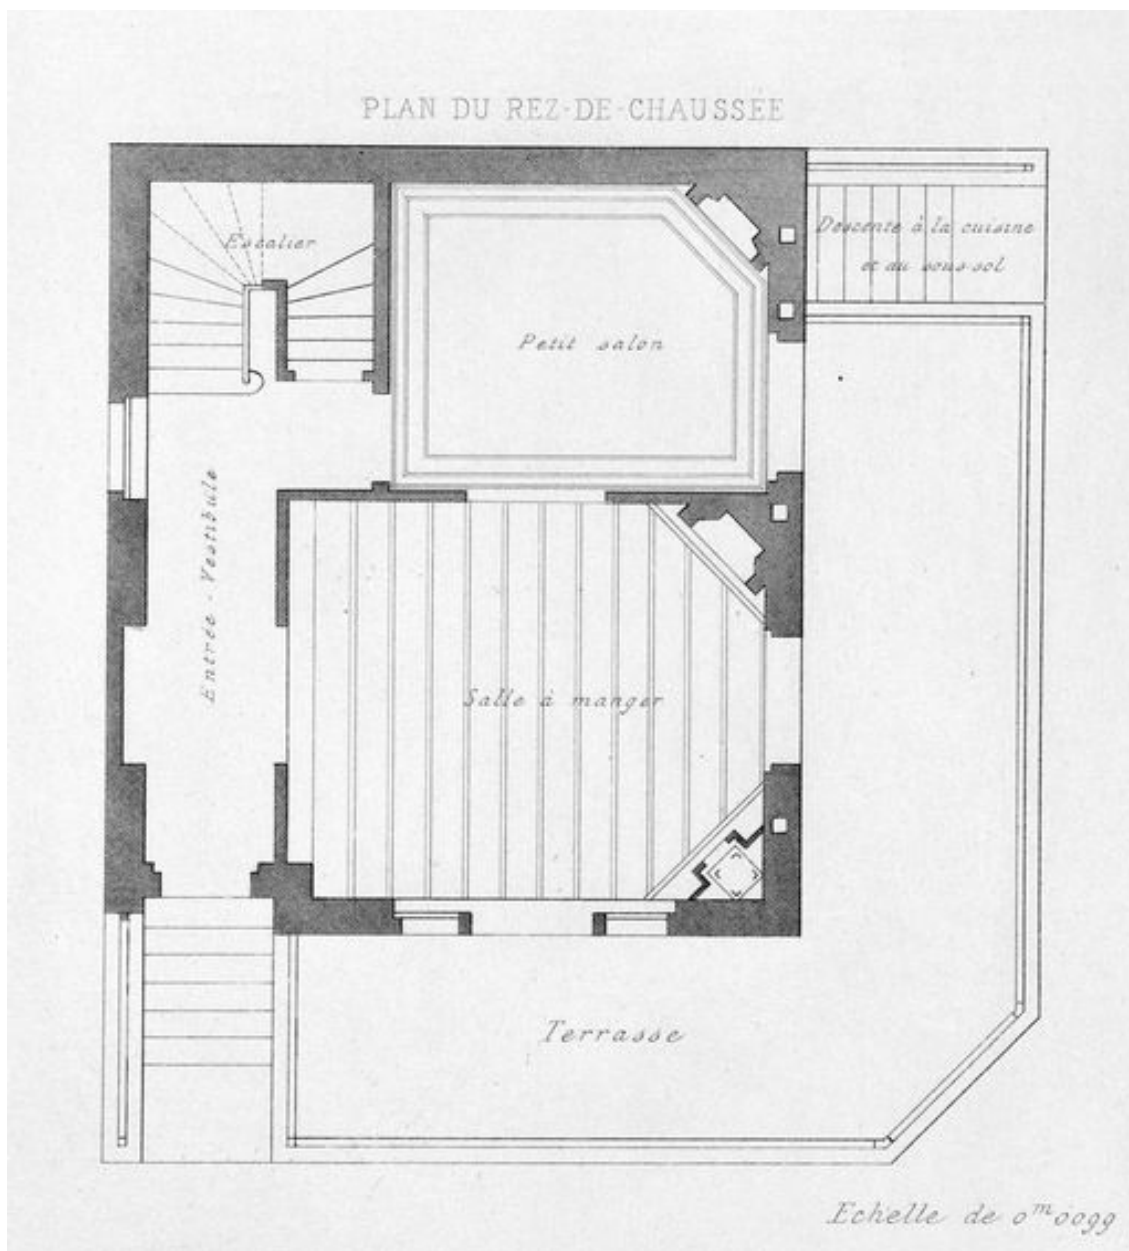 PLAN DU REZ-DE-CHAUSSEE
Escalier
Descente à la cuisine
et au sous-sol
Petit salon
Entrée - Vestibule
Salle à manger
Terrasse
Echelle de 0ᵐ0099